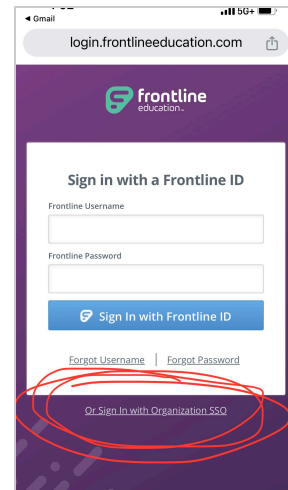 ◄ Gmail
5G+
login.frontlineeducation.com
frontline
education™
Sign in with a Frontline ID
Frontline Username
Frontline Password
Sign In with Frontline ID
Forgot Username | Forgot Password
Or Sign In with Organization SSO